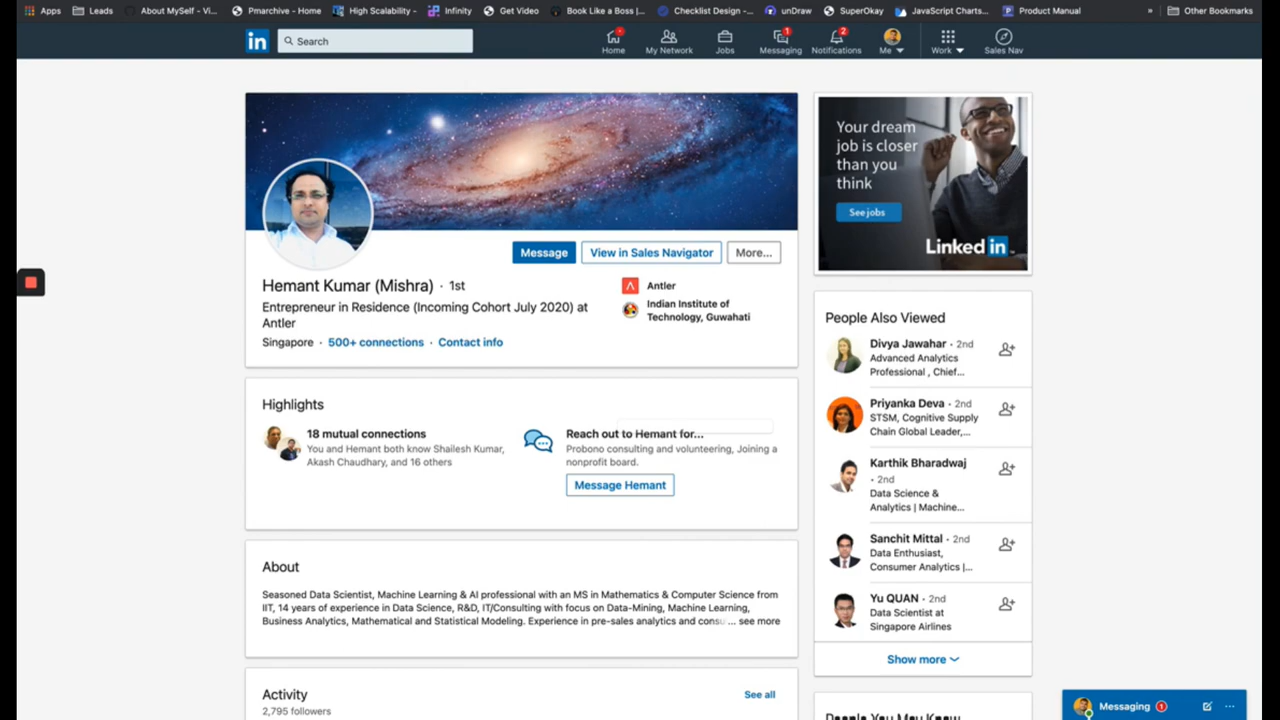 Apps
Leads
About MySelf - Vi...
Pmarchive - Home
High Scalability -
Infinity
Get Video
Book Like a Boss |...
Checklist Design -...
unDraw
SuperOkay
JavaScript Charts...
Product Manual
»
Other Bookmarks
in
Search
Home
My Network
Jobs
1
Messaging
2
Notifications
Me
Work
Sales Nav
Message
View in Sales Navigator
More...
Hemant Kumar (Mishra) · 1st
Entrepreneur in Residence (Incoming Cohort July 2020) at
Antler
Singapore · 500+ connections · Contact info
Antler
Indian Institute of
Technology, Guwahati
Highlights
18 mutual connections
You and Hemant both know Shailesh Kumar,
Akash Chaudhary, and 16 others
Reach out to Hemant for...
Probono consulting and volunteering, Joining a
nonprofit board.
Message Hemant
About
Seasoned Data Scientist, Machine Learning & AI professional with an MS in Mathematics & Computer Science from
IIT, 14 years of experience in Data Science, R&D, IT/Consulting with focus on Data-Mining, Machine Learning,
Business Analytics, Mathematical and Statistical Modeling. Experience in pre-sales analytics and consu ... see more
Activity
See all
2,795 followers
Your dream
job is closer
than you
think
See jobs
Linked in
People Also Viewed
Divya Jawahar · 2nd
Advanced Analytics
Professional , Chief...
Priyanka Deva · 2nd
STSM, Cognitive Supply
Chain Global Leader,...
Karthik Bharadwaj
· 2nd
Data Science &
Analytics | Machine...
Sanchit Mittal · 2nd
Data Enthusiast,
Consumer Analytics |...
Yu QUAN · 2nd
Data Scientist at
Singapore Airlines
Show more
People You May Know
Messaging 1